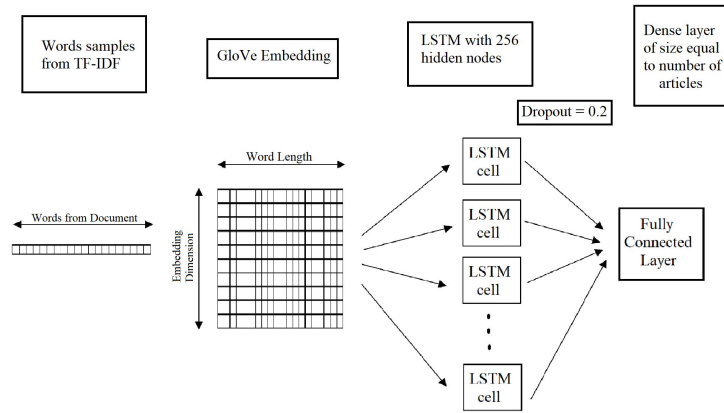 Words samples
from TF-IDF
GloVe Embedding
LSTM with 256
hidden nodes
Dense layer
of size equal
to number of
articles
Dropout = 0.2
Words from Document
Word Length
Embedding
Dimension
LSTM
cell
LSTM
cell
LSTM
cell
LSTM
cell
Fully
Connected
Layer